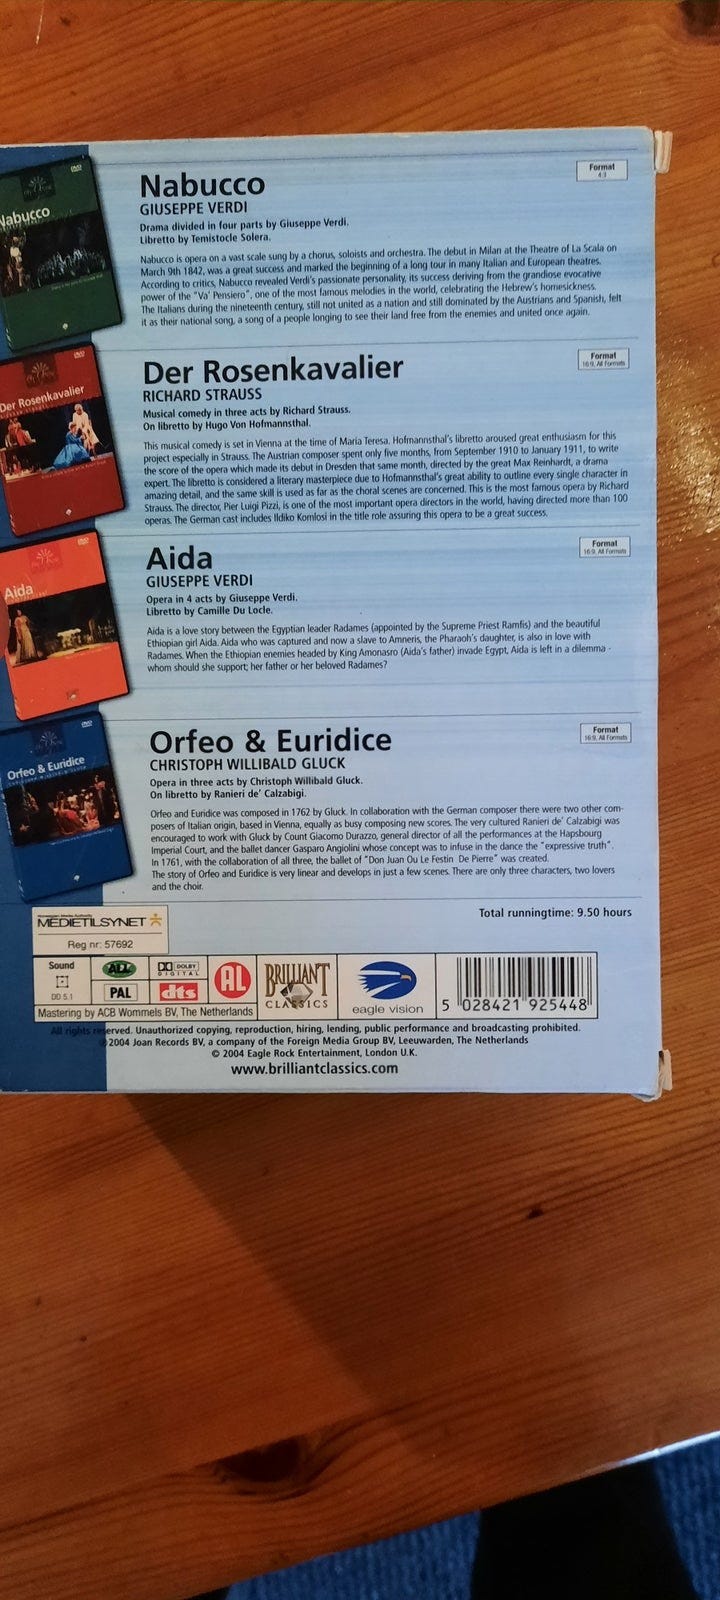 Nabucco
GIUSEPPE VERDI
Drama divided in four parts by Giuseppe Verdi.
Libretto by Temistocle Solera.
Format
4:3
Nabucco is opera on a vast scale sung by a chorus, soloists and orchestra. The debut in Milan at the Theatre of La Scala on
March 9th 1842, was a great success and marked the beginning of a long tour in many Italian and European theatres.
According to critics, Nabucco revealed Verdi's passionate personality, its success deriving from the grandiose evocative
power of the "Va' Pensiero", one of the most famous melodies in the world, celebrating the Hebrew's homesickness.
The Italians during the nineteenth century, still not united as a nation and still dominated by the Austrians and Spanish, felt
it as their national song, a song of people longing to see their land free from the enemies and united once again.
Nabucco
DVD
Der Rosenkavalier
RICHARD STRAUSS
Musical comedy in three acts by Richard Strauss.
On libretto by Hugo Von Hofmannsthal.
Format
16:9, All Formats
This musical comedy is set in Vienna at the time of Maria Teresa. Hofmannsthal's libretto aroused great enthusiasm for this
project especially in Strauss. The Austrian composer spent only five months, from September 1910 to January 1911, to write
the score of the opera which made its debut in Dresden that same month, directed by the great Max Reinhardt, a drama
expert. The libretto is considered a literary masterpiece due to Hofmannsthal's great ability to outline every single character in
amazing detail, and the same skill is used as far as the choral scenes are concerned. This is the most famous opera by Richard
Strauss. The director, Pier Luigi Pizzi, is one of the most important opera directors in the world, having directed more than 100
operas. The German cast includes Ildiko Komlosi in the title role assuring this opera to be a great success.
Der Rosenkavalier
DVD
Aida
GIUSEPPE VERDI
Opera in 4 acts by Giuseppe Verdi.
Libretto by Camille Du Locle.
Format
16:9, All Formats
Aida is a love story between the Egyptian leader Radames (appointed by the Supreme Priest Ramfis) and the beautiful
Ethiopian girl Aida. Aida who was captured and now a slave to Amneris, the Pharaoh's daughter, is also in love with
Radames. When the Ethiopian enemies headed by King Amonasro (Aida's father) invade Egypt, Aida is left in a dilemma -
whom should she support; her father or her beloved Radames?
Aida
DVD
Orfeo & Euridice
CHRISTOPH WILLIBALD GLUCK
Opera in three acts by Christoph Willibald Gluck.
On libretto by Ranieri de' Calzabigi.
Format
16:9, All Formats
Orfeo and Euridice was composed in 1762 by Gluck. In collaboration with the German composer there were two other com-
posers of Italian origin, based in Vienna, equally as busy composing new scores. The very cultured Ranieri de' Calzabigi was
encouraged to work with Gluck by Count Giacomo Durazzo, general director of all the performances at the Hapsbourg
Imperial Court, and the ballet dancer Gasparo Angiolini whose concept was to infuse in the dance the "expressive truth".
In 1761, with the collaboration of all three, the ballet of "Don Juan Ou Le Festin De Pierre" was created.
The story of Orfeo and Euridice is very linear and develops in just a few scenes. There are only three characters, two lovers
and the choir.
Orfeo & Euridice
DVD
Total runningtime: 9.50 hours
Norwegian Media Authority
MEDIETILSYNET
Reg nr: 57692
Sound
DD 5.1
ALL
PAL
DOLBY
DIGITAL
dts
AL
BRILLIANT
CLASSICS
eagle vision
5 028421 925448
Mastering by ACB Wommels BV, The Netherlands
All rights reserved. Unauthorized copying, reproduction, hiring, lending, public performance and broadcasting prohibited.
2004 Joan Records BV, a company of the Foreign Media Group BV, Leeuwarden, The Netherlands
© 2004 Eagle Rock Entertainment, London U.K.
www.brilliantclassics.com